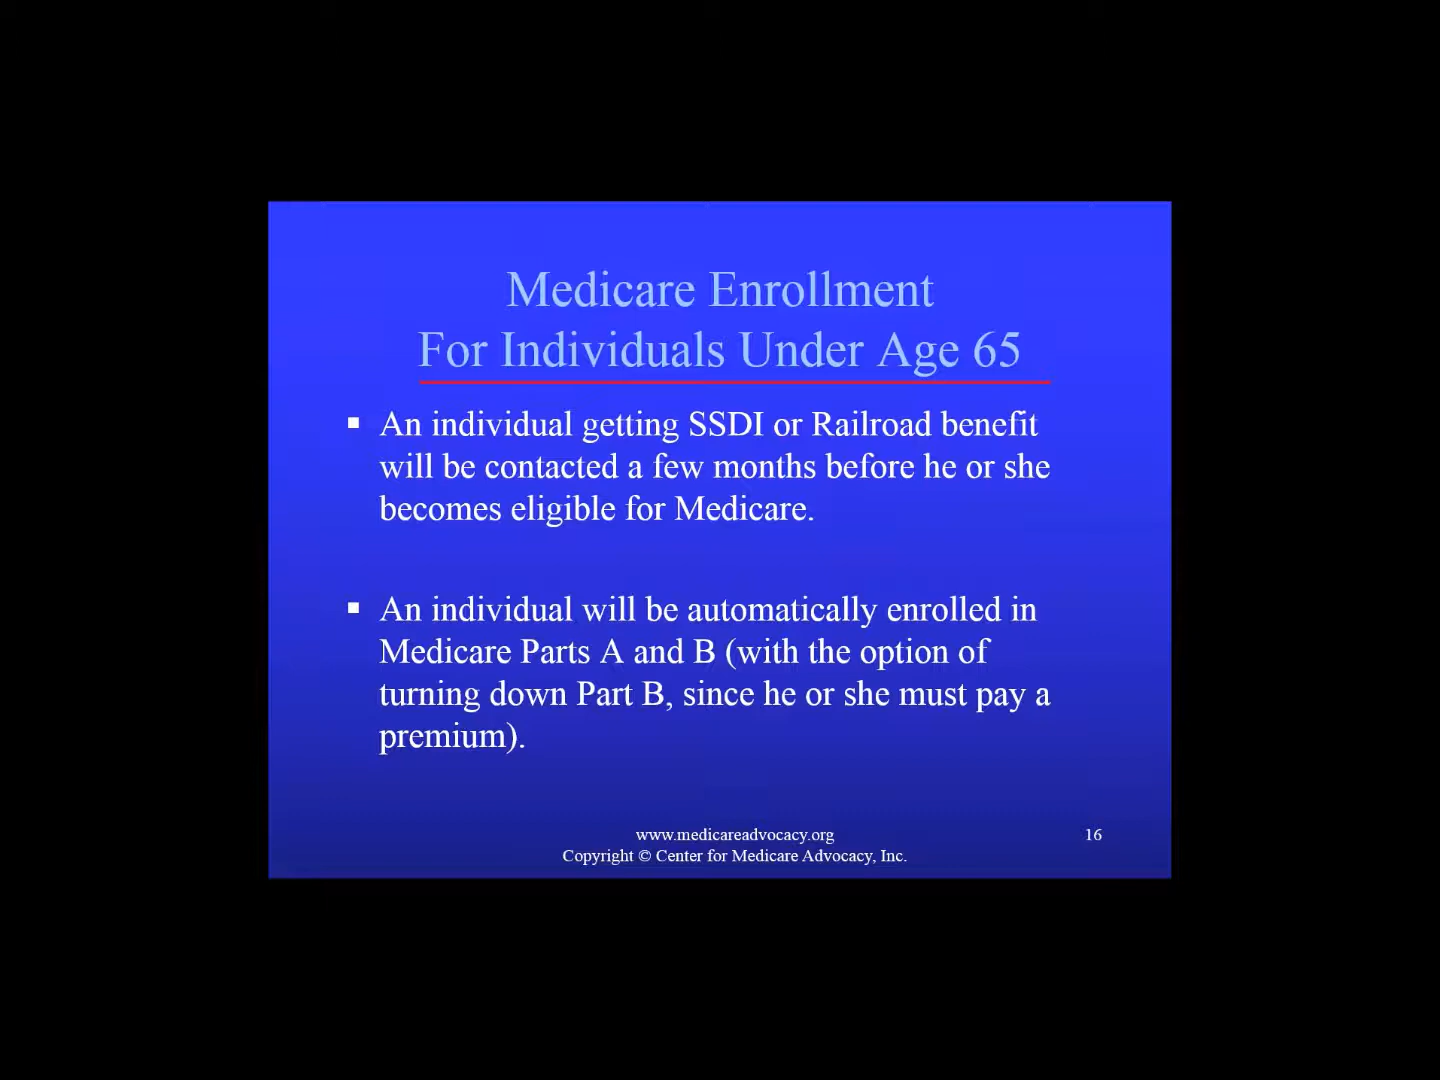 Medicare Enrollment
For Individuals Under Age 65
▪ An individual getting SSDI or Railroad benefit
will be contacted a few months before he or she
becomes eligible for Medicare.
▪ An individual will be automatically enrolled in
Medicare Parts A and B (with the option of
turning down Part B, since he or she must pay a
premium).
www.medicareadvocacy.org
Copyright © Center for Medicare Advocacy, Inc.
16